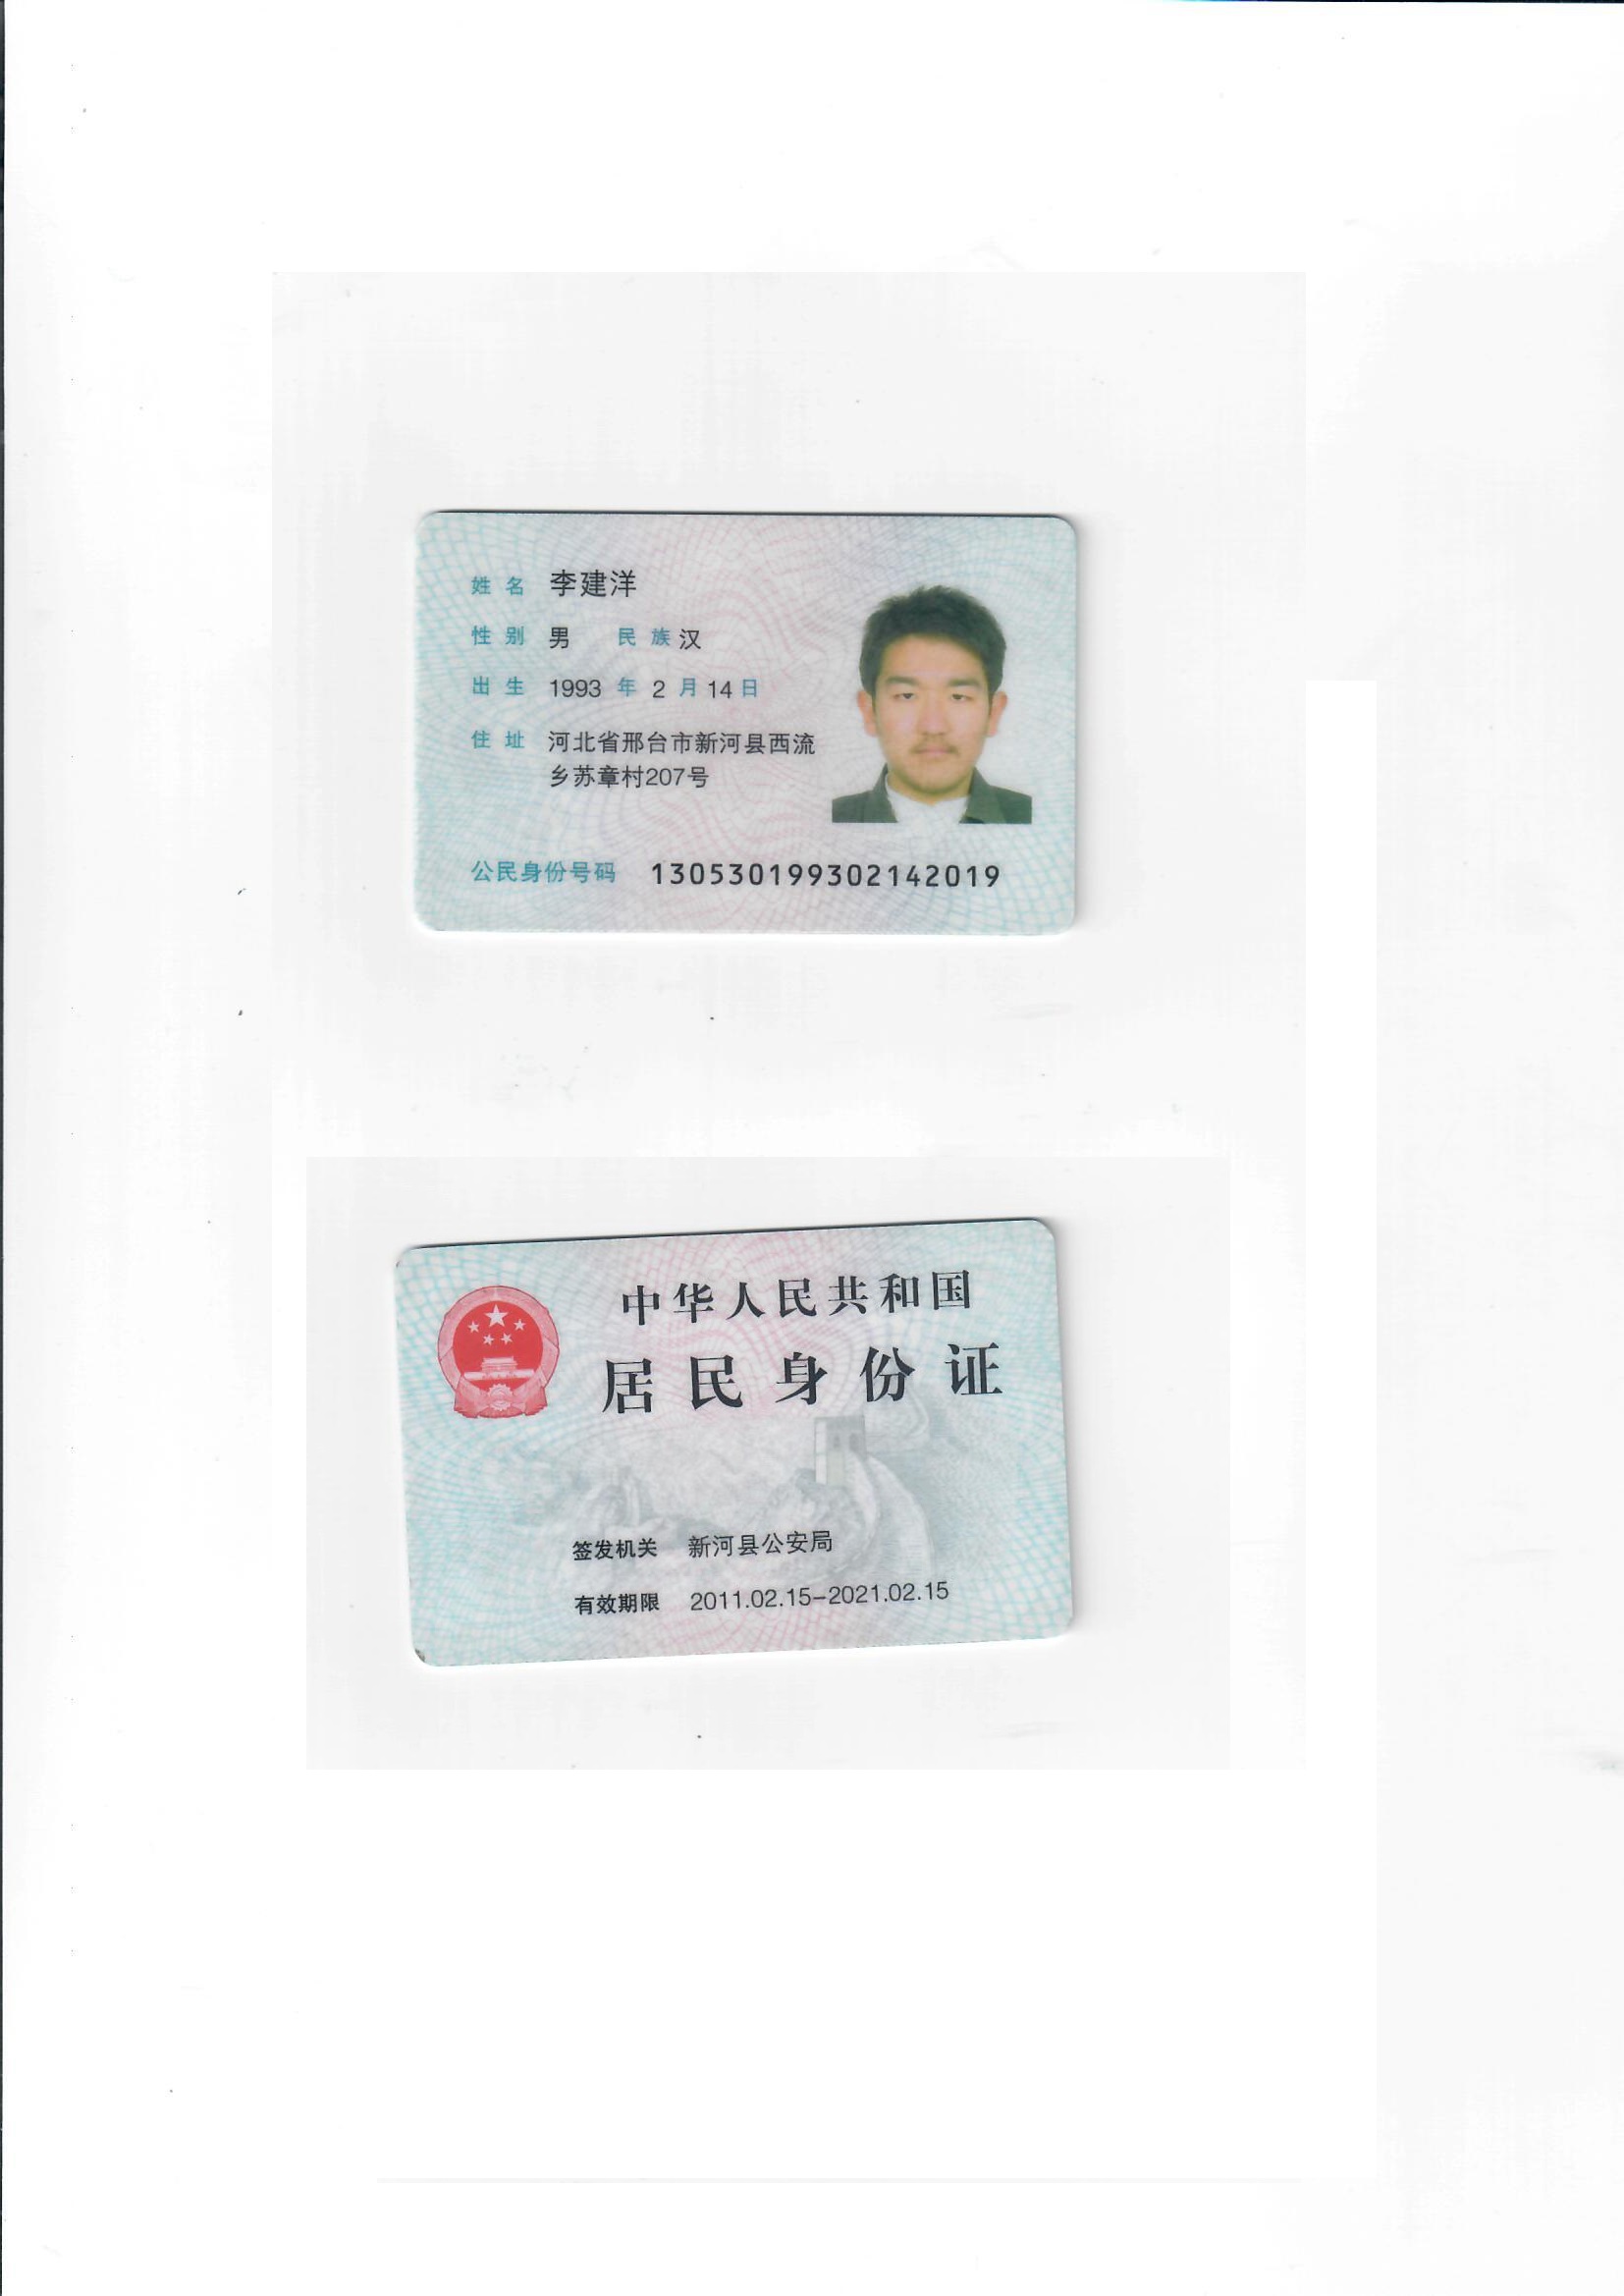 姓名 李建洋
性别 男 民族 汉
出生 1993 年 2 月 14 日
住址 河北省邢台市新河县西流
乡苏章村207号
公民身份号码 130530199302142019
中华人民共和国
居民身份证
签发机关 新河县公安局
有效期限 2011.02.15-2021.02.15